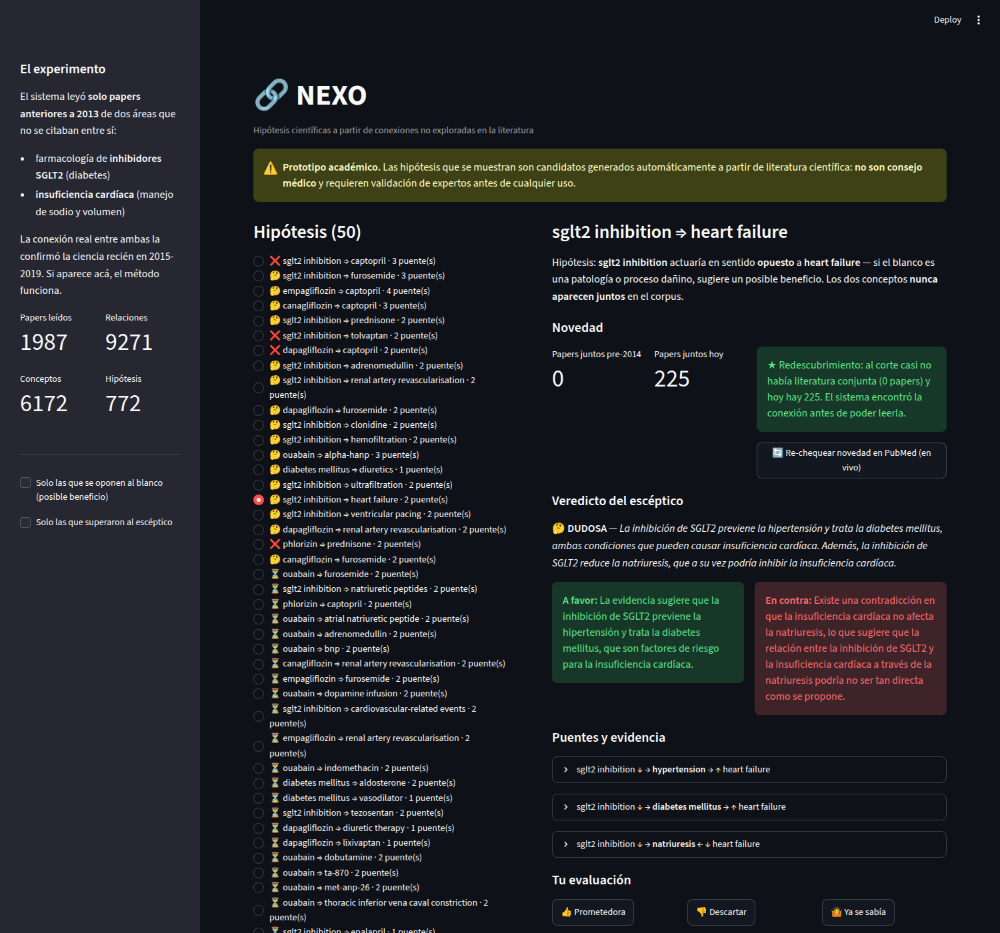 Deploy
El experimento
El sistema leyó solo papers
anteriores a 2013 de dos áreas que
no se citaban entre sí:
• farmacología de inhibidores
SGLT2 (diabetes)
• insuficiencia cardíaca (manejo
de sodio y volumen)
La conexión real entre ambas la
confirmó la ciencia recién en 2015-
2019. Si aparece acá, el método
funciona.
Papers leídos
Relaciones
1987
9271
Conceptos
Hipótesis
6172
772
Solo las que se oponen al blanco
(posible beneficio)
Solo las que superaron al escéptico
🔗 NEXO
Hipótesis científicas a partir de conexiones no exploradas en la literatura
⚠️ Prototipo académico. Las hipótesis que se muestran son candidatos generados automáticamente a partir de literatura científica: no son consejo
médico y requieren validación de expertos antes de cualquier uso.
Hipótesis (50)
❌ sglt2 inhibition ⇒ captopril · 3 puente(s)
🤔 sglt2 inhibition ⇒ furosemide · 3 puente(s)
🤔 empagliflozin ⇒ captopril · 4 puente(s)
🤔 canagliflozin ⇒ captopril · 3 puente(s)
🤔 sglt2 inhibition ⇒ prednisone · 2 puente(s)
❌ sglt2 inhibition ⇒ tolvaptan · 2 puente(s)
❌ dapagliflozin ⇒ captopril · 2 puente(s)
🤔 sglt2 inhibition ⇒ adrenomedullin · 2 puente(s)
🤔 sglt2 inhibition ⇒ renal artery revascularisation · 2
puente(s)
🤔 dapagliflozin ⇒ furosemide · 2 puente(s)
🤔 sglt2 inhibition ⇒ clonidine · 2 puente(s)
🤔 sglt2 inhibition ⇒ hemofiltration · 2 puente(s)
🤔 ouabain ⇒ alpha-hanp · 3 puente(s)
🤔 diabetes mellitus ⇒ diuretics · 1 puente(s)
🤔 sglt2 inhibition ⇒ ultrafiltration · 2 puente(s)
🤔 sglt2 inhibition ⇒ heart failure · 2 puente(s)
🤔 sglt2 inhibition ⇒ ventricular pacing · 2 puente(s)
🤔 dapagliflozin ⇒ renal artery revascularisation · 2 puente(s)
❌ phlorizin ⇒ prednisone · 2 puente(s)
🤔 canagliflozin ⇒ furosemide · 2 puente(s)
⏳ ouabain ⇒ furosemide · 2 puente(s)
⏳ sglt2 inhibition ⇒ natriuretic peptides · 2 puente(s)
⏳ phlorizin ⇒ captopril · 2 puente(s)
⏳ ouabain ⇒ atrial natriuretic peptide · 2 puente(s)
⏳ ouabain ⇒ adrenomedullin · 2 puente(s)
⏳ ouabain ⇒ bnp · 2 puente(s)
⏳ canagliflozin ⇒ renal artery revascularisation · 2 puente(s)
⏳ empagliflozin ⇒ furosemide · 2 puente(s)
⏳ ouabain ⇒ dopamine infusion · 2 puente(s)
⏳ sglt2 inhibition ⇒ cardiovascular-related events · 2
puente(s)
⏳ empagliflozin ⇒ renal artery revascularisation · 2
puente(s)
⏳ ouabain ⇒ indomethacin · 2 puente(s)
⏳ diabetes mellitus ⇒ aldosterone · 2 puente(s)
⏳ diabetes mellitus ⇒ vasodilator · 1 puente(s)
⏳ sglt2 inhibition ⇒ tezosentan · 2 puente(s)
⏳ dapagliflozin ⇒ diuretic therapy · 1 puente(s)
⏳ dapagliflozin ⇒ lixivaptan · 1 puente(s)
⏳ ouabain ⇒ dobutamine · 2 puente(s)
⏳ ouabain ⇒ ta-870 · 2 puente(s)
⏳ ouabain ⇒ met-anp-26 · 2 puente(s)
⏳ ouabain ⇒ thoracic inferior vena caval constriction · 2
puente(s)
⏳ sglt2 inhibition ⇒ enalapril · 1 puente(s)
sglt2 inhibition ⇒ heart failure
Hipótesis: sglt2 inhibition actuaría en sentido opuesto a heart failure — si el blanco es
una patología o proceso dañino, sugiere un posible beneficio. Los dos conceptos nunca
aparecen juntos en el corpus.
Novedad
Papers juntos pre-2014
Papers juntos hoy
0
225
★ Redescubrimiento: al corte casi no
había literatura conjunta (0 papers) y
hoy hay 225. El sistema encontró la
conexión antes de poder leerla.
🔄 Re-chequear novedad en PubMed (en
vivo)
Veredicto del escéptico
🤔 DUDOSA — La inhibición de SGLT2 previene la hipertensión y trata la diabetes mellitus,
ambas condiciones que pueden causar insuficiencia cardíaca. Además, la inhibición de
SGLT2 reduce la natriuresis, que a su vez podría inhibir la insuficiencia cardíaca.
A favor: La evidencia sugiere que la
inhibición de SGLT2 previene la
hipertensión y trata la diabetes
mellitus, que son factores de riesgo
para la insuficiencia cardíaca.
En contra: Existe una contradicción en
que la insuficiencia cardíaca no afecta
la natriuresis, lo que sugiere que la
relación entre la inhibición de SGLT2 y
la insuficiencia cardíaca a través de la
natriuresis podría no ser tan directa
como se propone.
Puentes y evidencia
sglt2 inhibition ↓ → hypertension → ↑ heart failure
sglt2 inhibition ↓ → diabetes mellitus → ↑ heart failure
sglt2 inhibition ↓ → natriuresis ← ↓ heart failure
Tu evaluación
👍 Prometedora
👎 Descartar
🤷 Ya se sabía